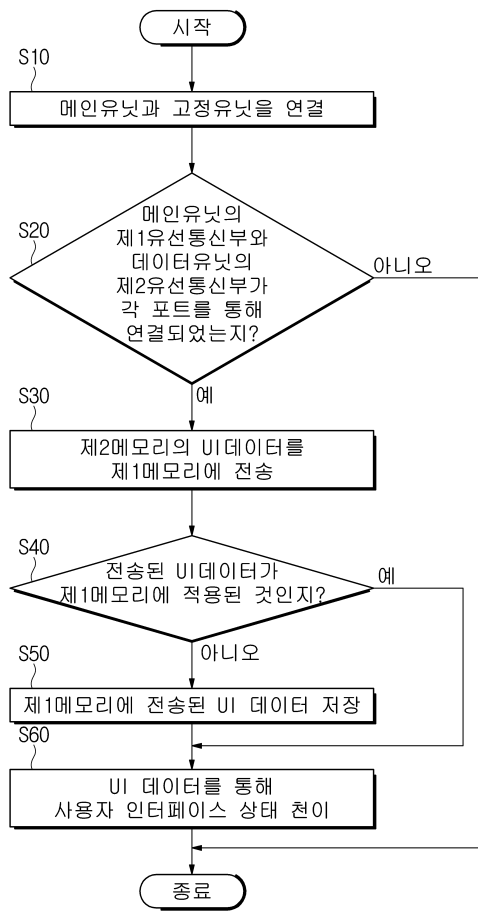 시작
S10
메인유닛과 고정유닛을 연결
S20
메인유닛의
제1유선통신부와
데이터유닛의
제2유선통신부가
각 포트를 통해
연결되었는지?
아니오
예
S30
제2메모리의 UI데이터를
제1메모리에 전송
S40
전송된 UI데이터가
제1메모리에 적용된 것인지?
예
아니오
S50
제1메모리에 전송된 UI 데이터 저장
S60
UI 데이터를 통해
사용자 인터페이스 상태 천이
종료